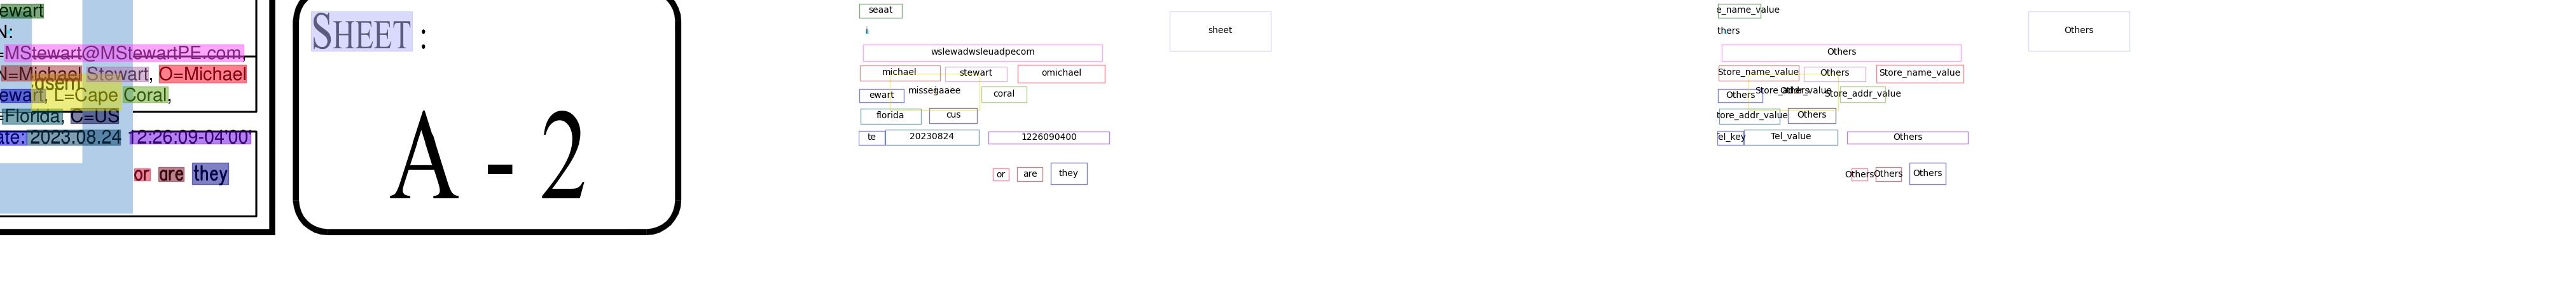 ewart
N:
=MStewart@MStewartPE.com,
N=Michael Stewart, O=Michael
ewart, L=Cape Coral,
=Florida, C=US
ate: 2023.08.24 12:26:09-04'00'
or are they
SHEET :
A - 2
seaat
i
wslewadwsleuadpecom
michael stewart omichael
ewart coral
florida cus
te 20230824 1226090400
or are they
sheet
e_name_value
thers
Others
Store_name_value Others Store_name_value
Others Store_addr_value
tore_addr_value Others
Tel_value Others
Others Others Others
Others